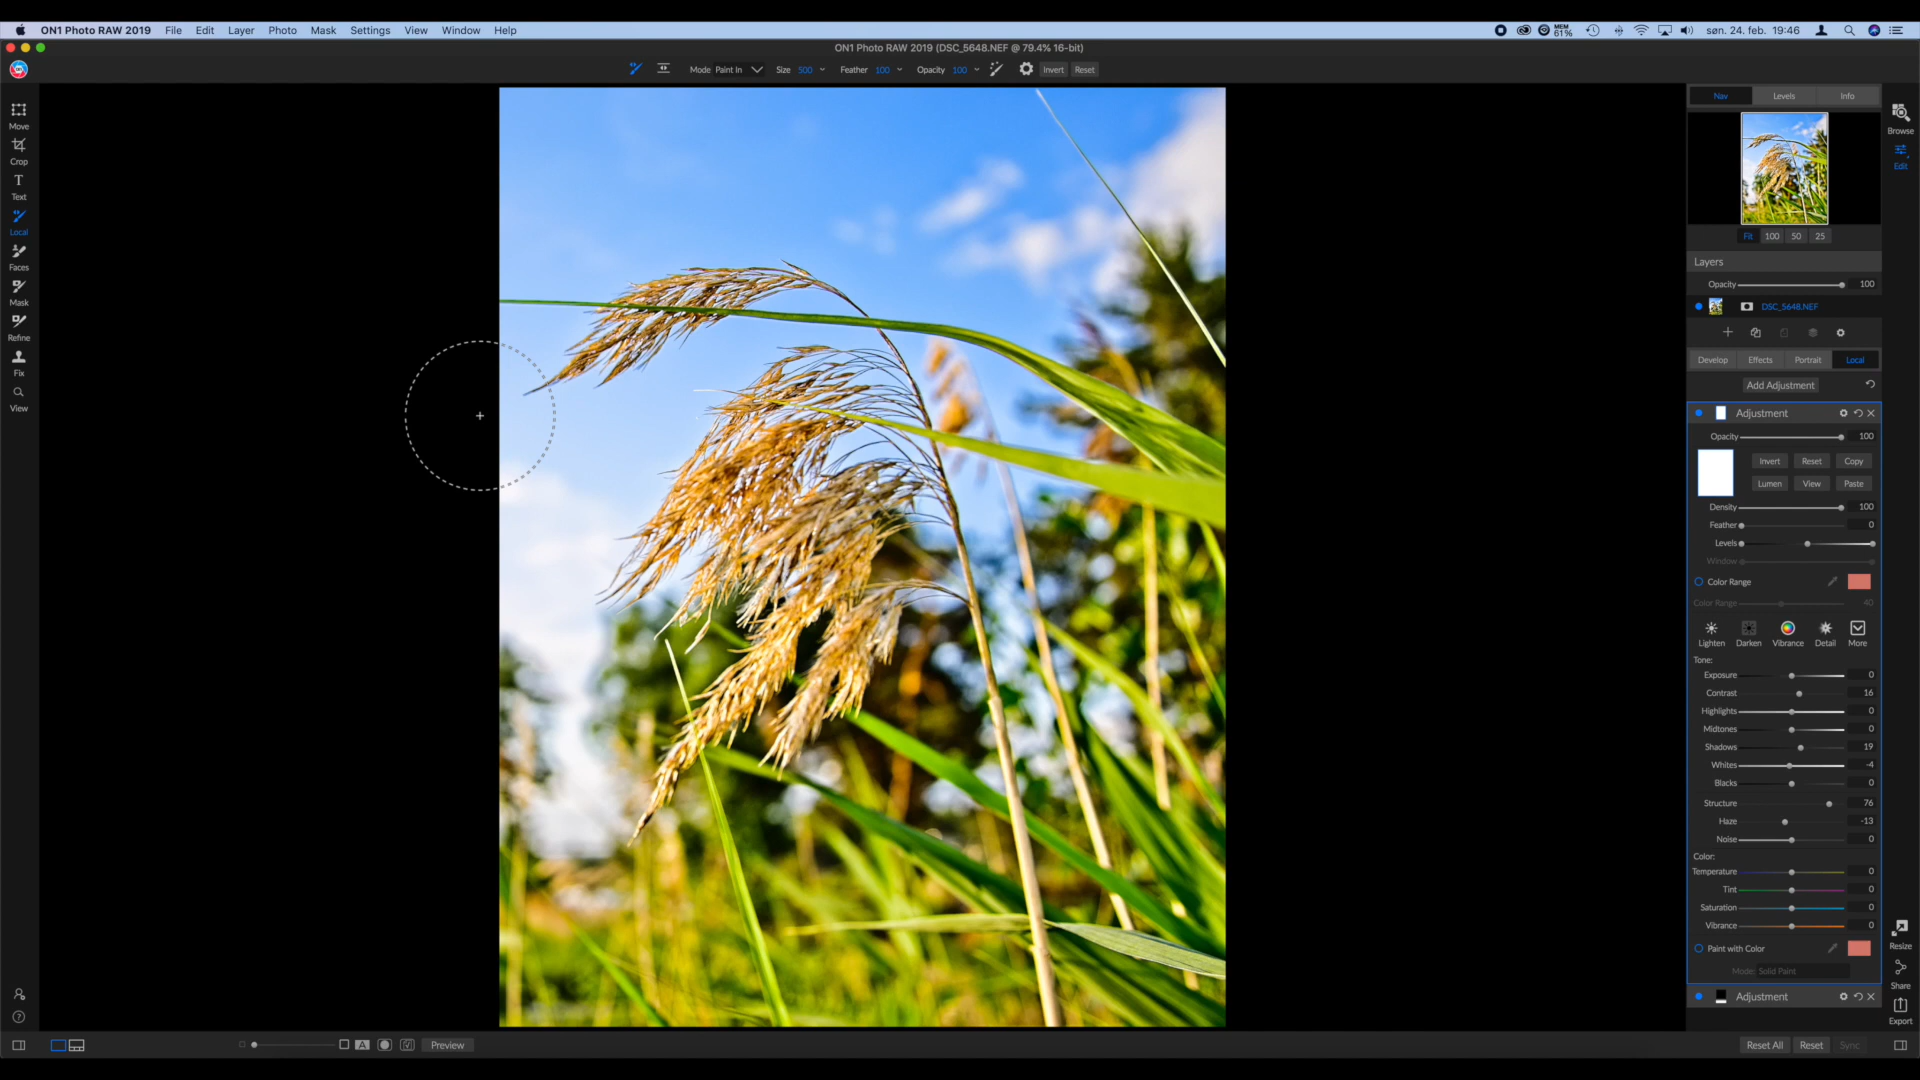 ON1 Photo RAW 2019 File Edit Layer Photo Mask Settings View Window Help MEM 61% søn. 24. feb. 19:46
ON1 Photo RAW 2019 (DSC_5648.NEF @ 79.4% 16-bit)
Mode Paint In Size 500 Feather 100 Opacity 100 Invert Reset
Move
Crop
Text
Local
Faces
Mask
Refine
Fix
View
Nav Levels Info
Browse
Edit
Fit 100 50 25
Layers
Opacity 100
DSC_5648.NEF
Develop Effects Portrait Local
Add Adjustment
Adjustment
Opacity 100
Invert Reset Copy
Lumen View Paste
Density 100
Feather 0
Levels
Window
Color Range
Color Range 40
Lighten Darken Vibrance Detail More
Tone:
Exposure 0
Contrast 16
Highlights 0
Midtones 0
Shadows 19
Whites -4
Blacks 0
Structure 76
Haze -13
Noise 0
Color:
Temperature 0
Tint 0
Saturation 0
Vibrance 0
Paint with Color
Mode: Solid Paint
Adjustment
Resize
Share
Export
A Preview Reset All Reset Sync